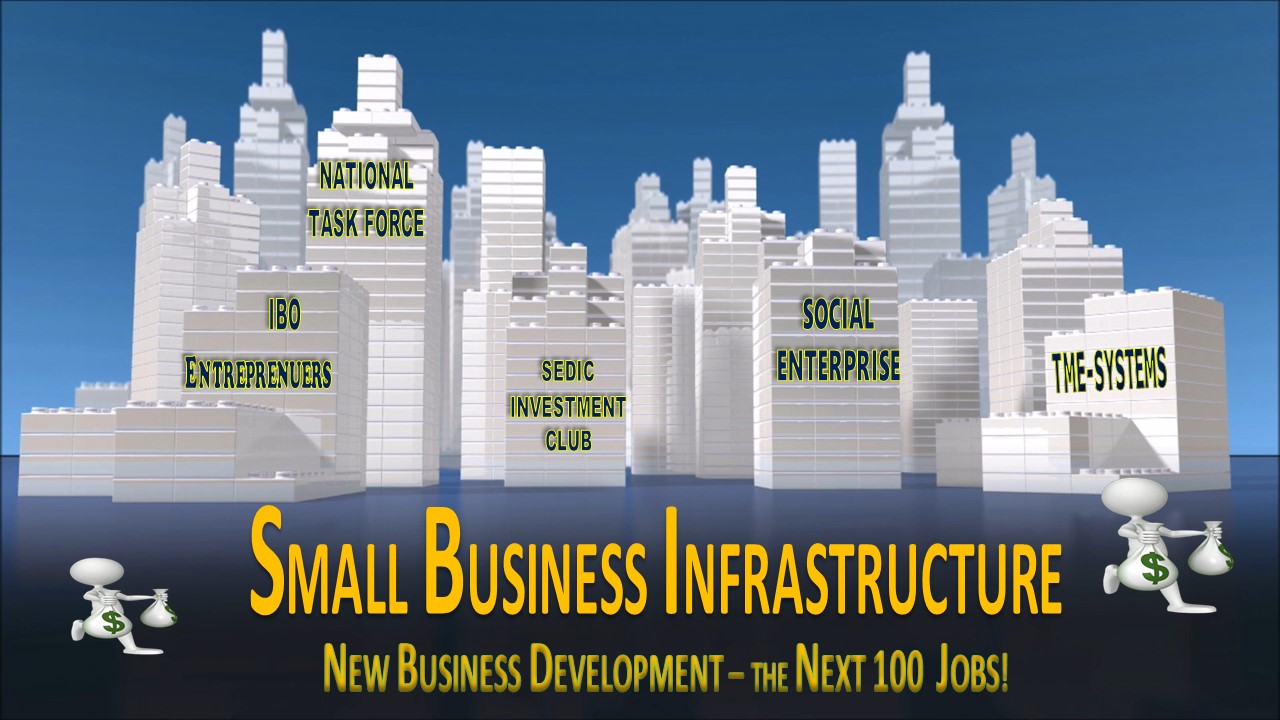 NATIONAL
TASK FORCE
IBO
ENTREPRENUERS
SEDIC
INVESTMENT
CLUB
SOCIAL
ENTERPRISE
TME-SYSTEMS
SMALL BUSINESS INFRASTRUCTURE
NEW BUSINESS DEVELOPMENT – THE NEXT 100 JOBS!
$
$